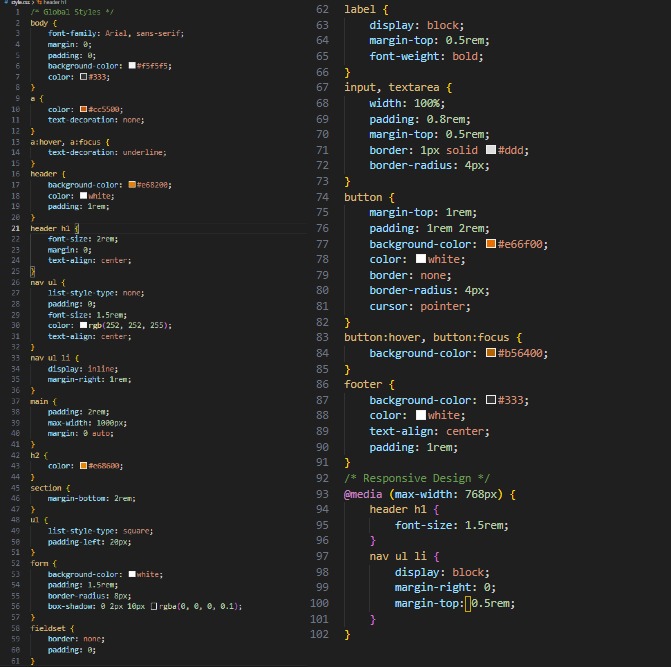 style.css > header h1
1 /* Global Styles */
2 body {
3 font-family: Arial, sans-serif;
4 margin: 0;
5 padding: 0;
6 background-color: #f5f5f5;
7 color: #333;
8 }
9 a {
10 color: #cc5500;
11 text-decoration: none;
12 }
13 a:hover, a:focus {
14 text-decoration: underline;
15 }
16 header {
17 background-color: #e68200;
18 color: white;
19 padding: 1rem;
20 }
21 header h1 {
22 font-size: 2rem;
23 margin: 0;
24 text-align: center;
25 }
26 nav ul {
27 list-style-type: none;
28 padding: 0;
29 font-size: 1.5rem;
30 color: rgb(252, 252, 255);
31 text-align: center;
32 }
33 nav ul li {
34 display: inline;
35 margin-right: 1rem;
36 }
37 main {
38 padding: 2rem;
39 max-width: 1000px;
40 margin: 0 auto;
41 }
42 h2 {
43 color: #e68600;
44 }
45 section {
46 margin-bottom: 2rem;
47 }
48 ul {
49 list-style-type: square;
50 padding-left: 20px;
51 }
52 form {
53 background-color: white;
54 padding: 1.5rem;
55 border-radius: 8px;
56 box-shadow: 0 2px 10px rgba(0, 0, 0, 0.1);
57 }
58 fieldset {
59 border: none;
60 padding: 0;
61 }
62 label {
63 display: block;
64 margin-top: 0.5rem;
65 font-weight: bold;
66 }
67 input, textarea {
68 width: 100%;
69 padding: 0.8rem;
70 margin-top: 0.5rem;
71 border: 1px solid #ddd;
72 border-radius: 4px;
73 }
74 button {
75 margin-top: 1rem;
76 padding: 1rem 2rem;
77 background-color: #e66f00;
78 color: white;
79 border: none;
80 border-radius: 4px;
81 cursor: pointer;
82 }
83 button:hover, button:focus {
84 background-color: #b56400;
85 }
86 footer {
87 background-color: #333;
88 color: white;
89 text-align: center;
90 padding: 1rem;
91 }
92 /* Responsive Design */
93 @media (max-width: 768px) {
94 header h1 {
95 font-size: 1.5rem;
96 }
97 nav ul li {
98 display: block;
99 margin-right: 0;
100 margin-top: 0.5rem;
101 }
102 }